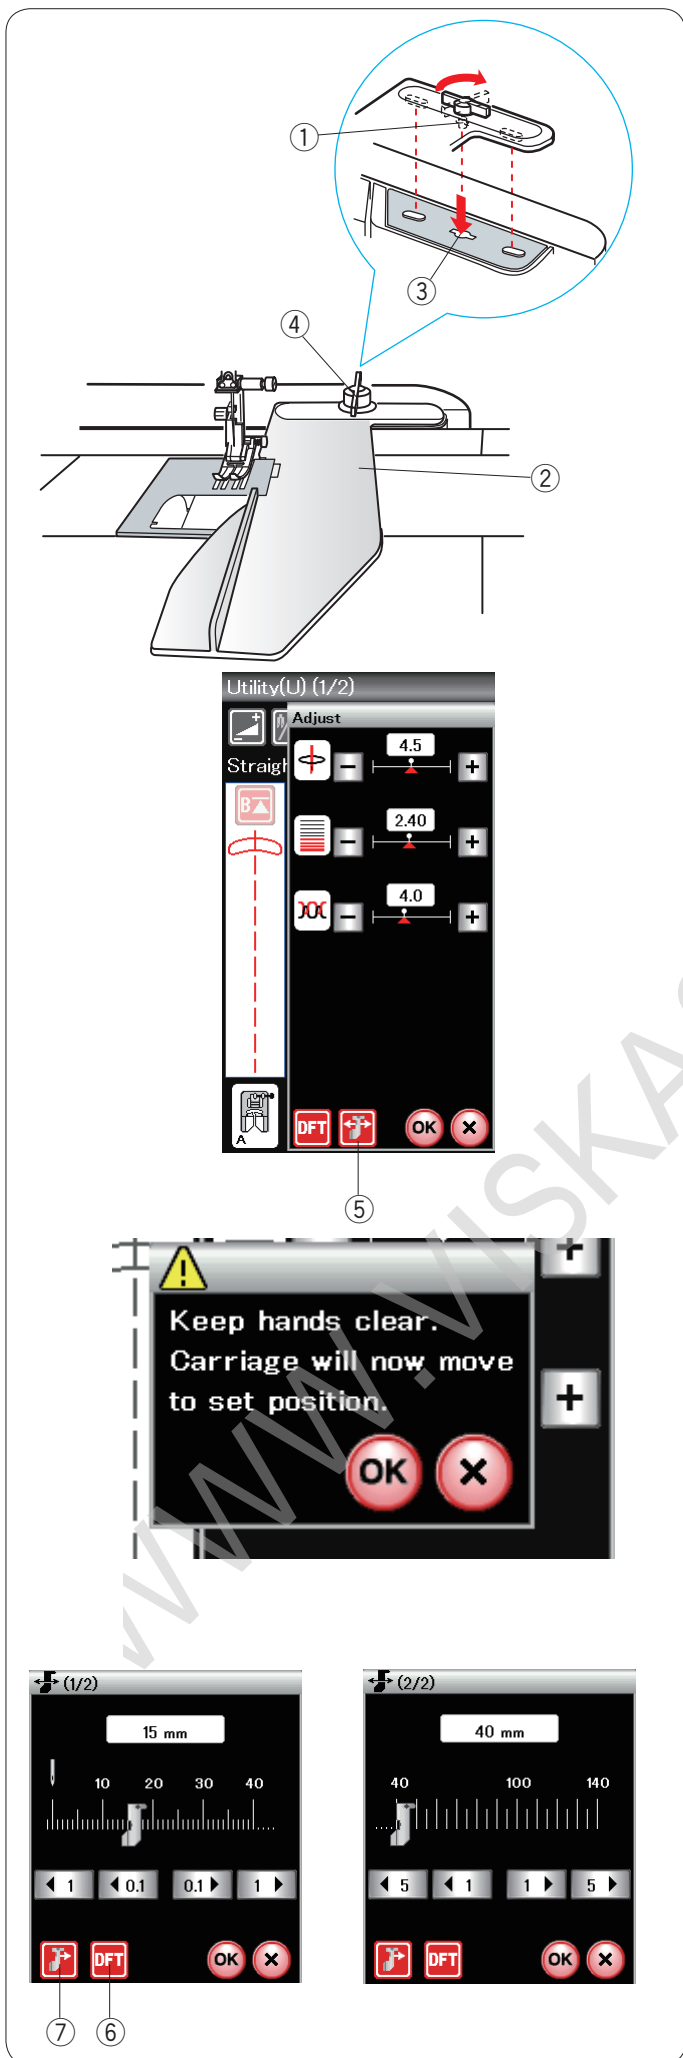 ①
③
④
②
Utility(U) (1/2)
Adjust
4.5
Straigh
B
2.40
4.0
A
DFT
OK
⑤
Keep hands clear.
Carriage will now move
to set position.
OK
WWW.VISKAS
(1/2)
15 mm
10 20 30 40
1 0.1 0.1 1
DFT OK
⑦ ⑥
(2/2)
40 mm
40 100 140
5 1 1 5
DFT OK